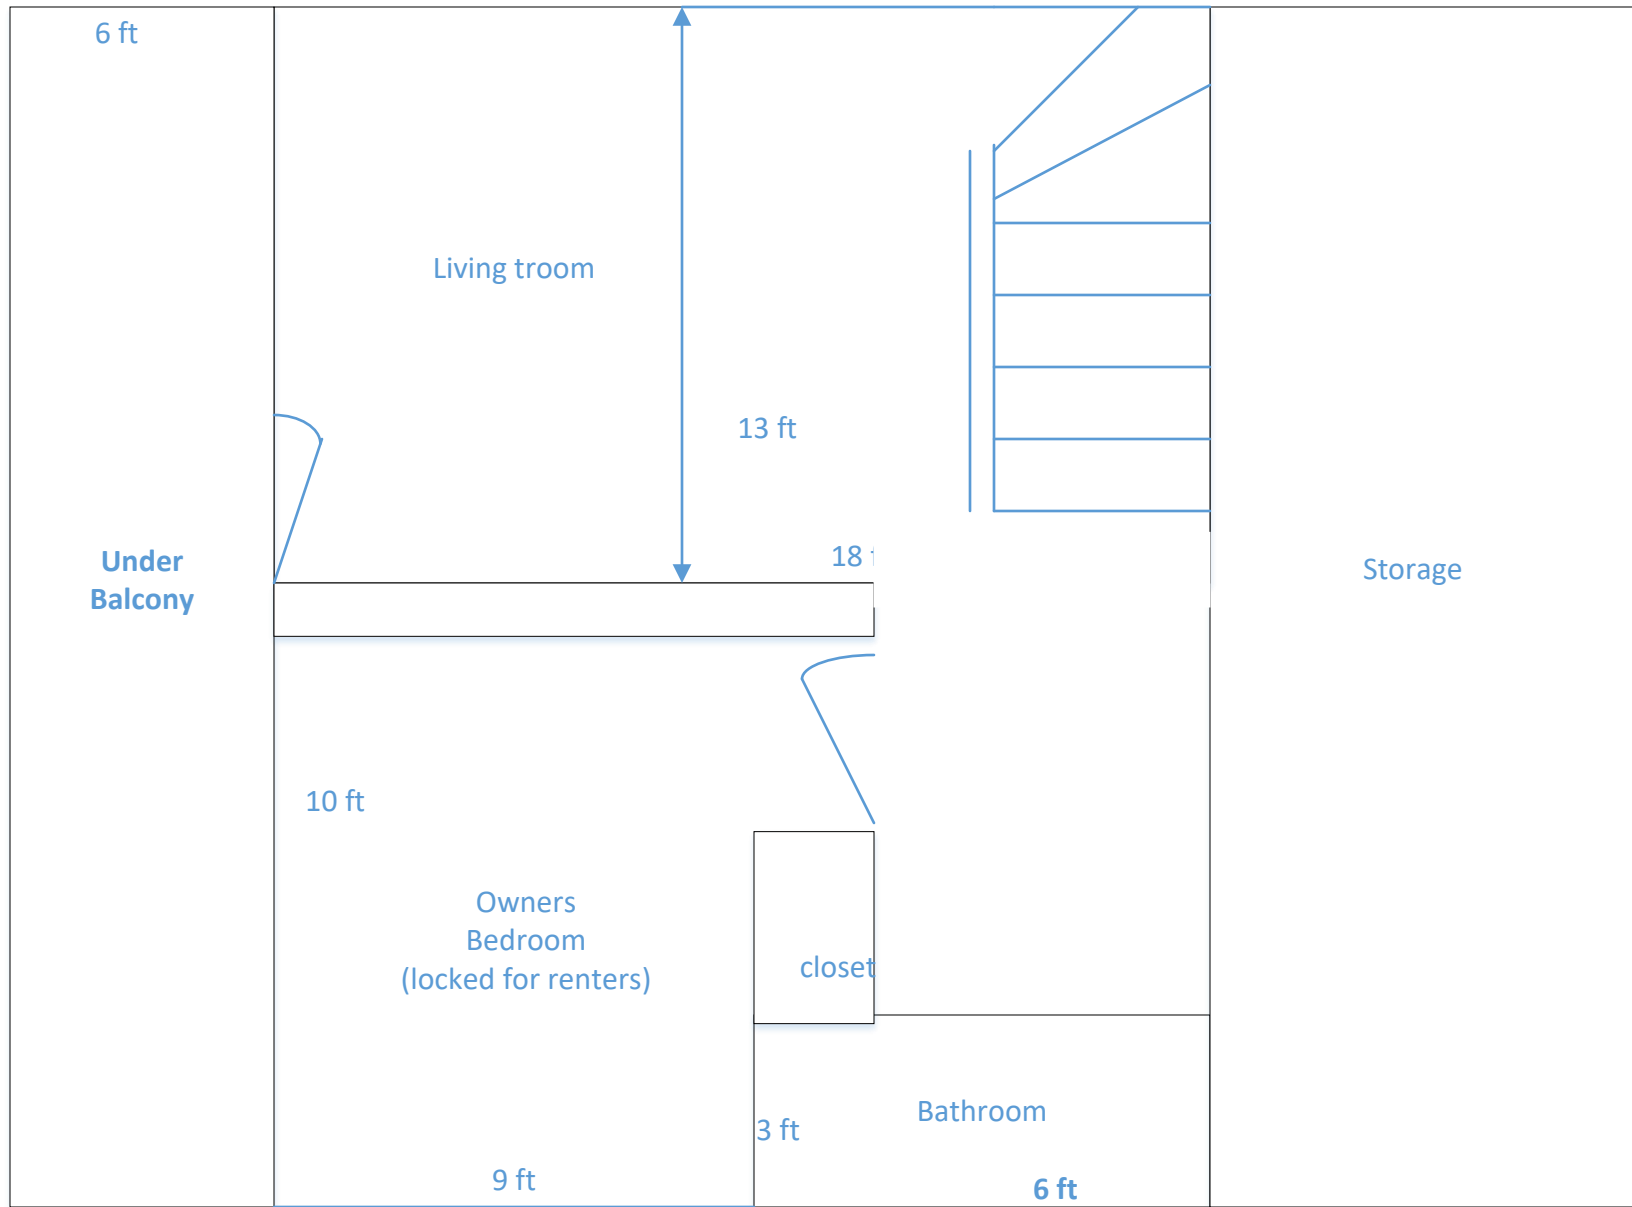 6 ft
Living troom
13 ft
18
Under
Balcony
Storage
10 ft
Owners
Bedroom
(locked for renters)
closet
Bathroom
3 ft
9 ft
6 ft